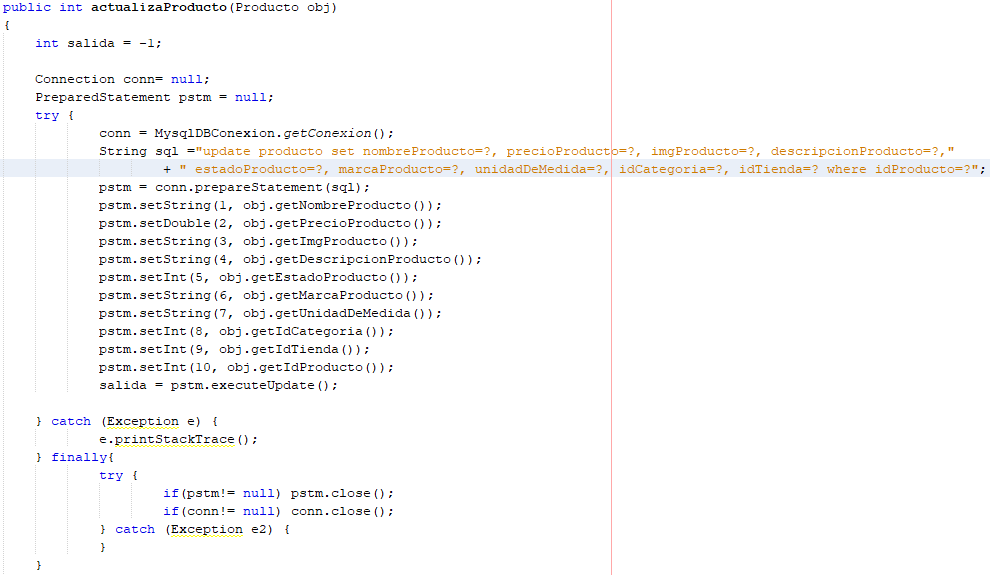 public int actualizaProducto(Producto obj)
{
    int salida = -1;

    Connection conn= null;
    PreparedStatement pstm = null;
    try {
            conn = MysqlDBConexion.getConexion();
            String sql ="update producto set nombreProducto=?, precioProducto=?, imgProducto=?, descripcionProducto=?,"
                    + " estadoProducto=?, marcaProducto=?, unidadDeMedida=?, idCategoria=?, idTienda=? where idProducto=?";
            pstm = conn.prepareStatement(sql);
            pstm.setString(1, obj.getNombreProducto());
            pstm.setDouble(2, obj.getPrecioProducto());
            pstm.setString(3, obj.getImgProducto());
            pstm.setString(4, obj.getDescripcionProducto());
            pstm.setInt(5, obj.getEstadoProducto());
            pstm.setString(6, obj.getMarcaProducto());
            pstm.setString(7, obj.getUnidadDeMedida());
            pstm.setInt(8, obj.getIdCategoria());
            pstm.setInt(9, obj.getIdTienda());
            pstm.setInt(10, obj.getIdProducto());
            salida = pstm.executeUpdate();

    } catch (Exception e) {
            e.printStackTrace();
    } finally{
            try {
                    if(pstm!= null) pstm.close();
                    if(conn!= null) conn.close();
            } catch (Exception e2) {
            }
    }